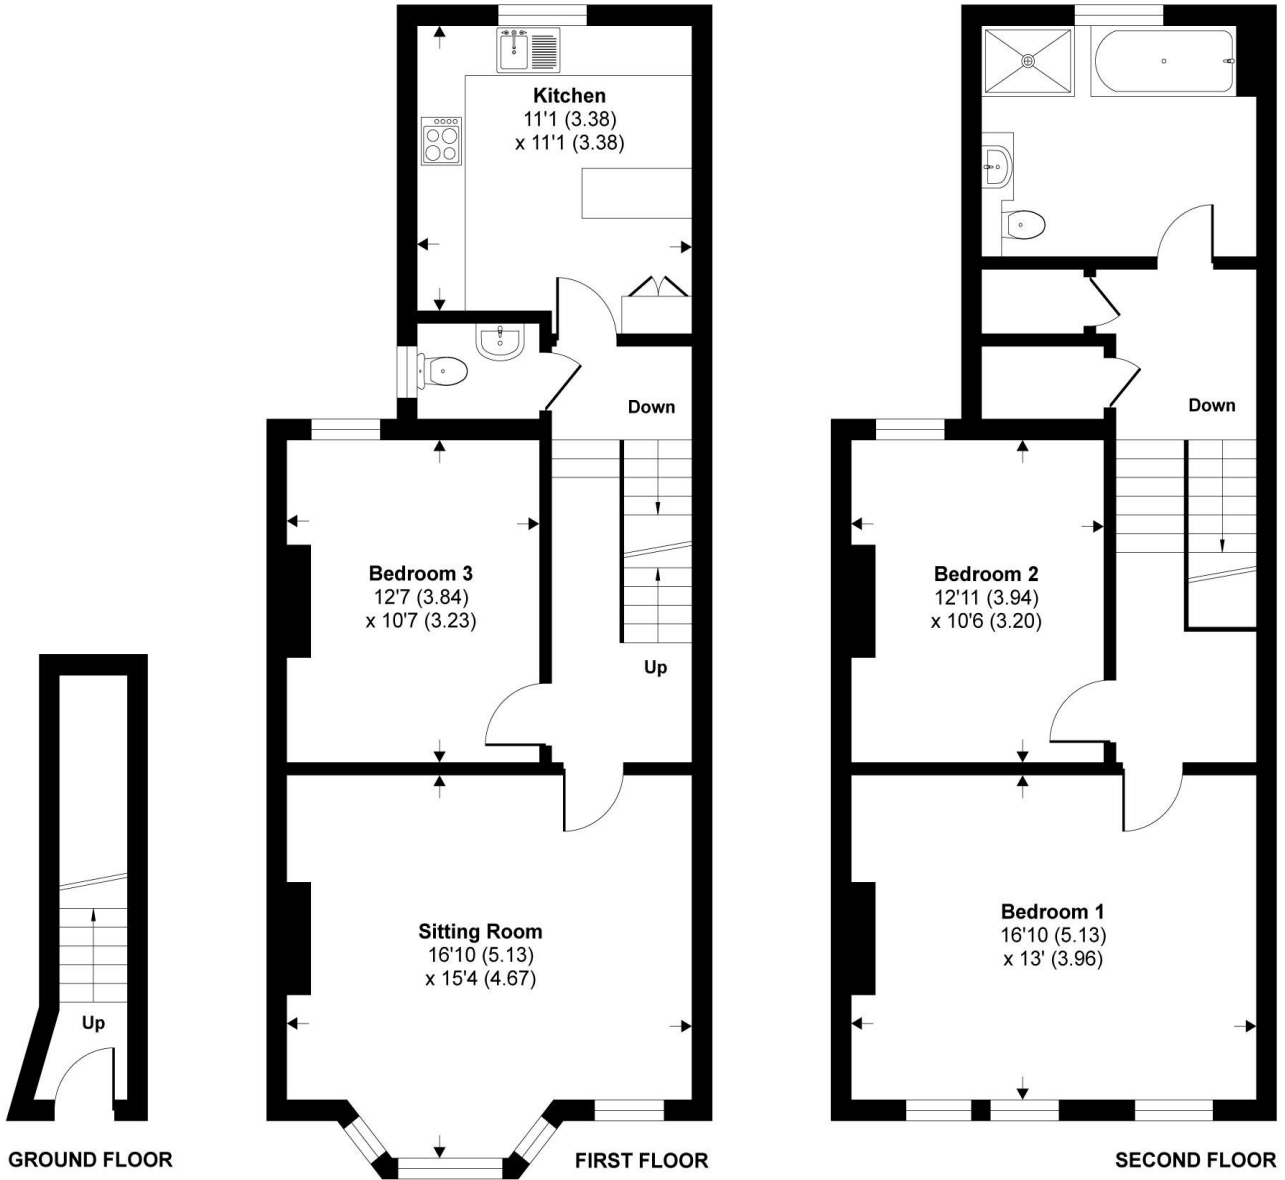 Kitchen
11'1 (3.38)
x 11'1 (3.38)
Down
Bedroom 3
12'7 (3.84)
x 10'7 (3.23)
Up
Sitting Room
16'10 (5.13)
x 15'4 (4.67)
Down
Bedroom 2
12'11 (3.94)
x 10'6 (3.20)
Bedroom 1
16'10 (5.13)
x 13' (3.96)
Up
GROUND FLOOR
FIRST FLOOR
SECOND FLOOR